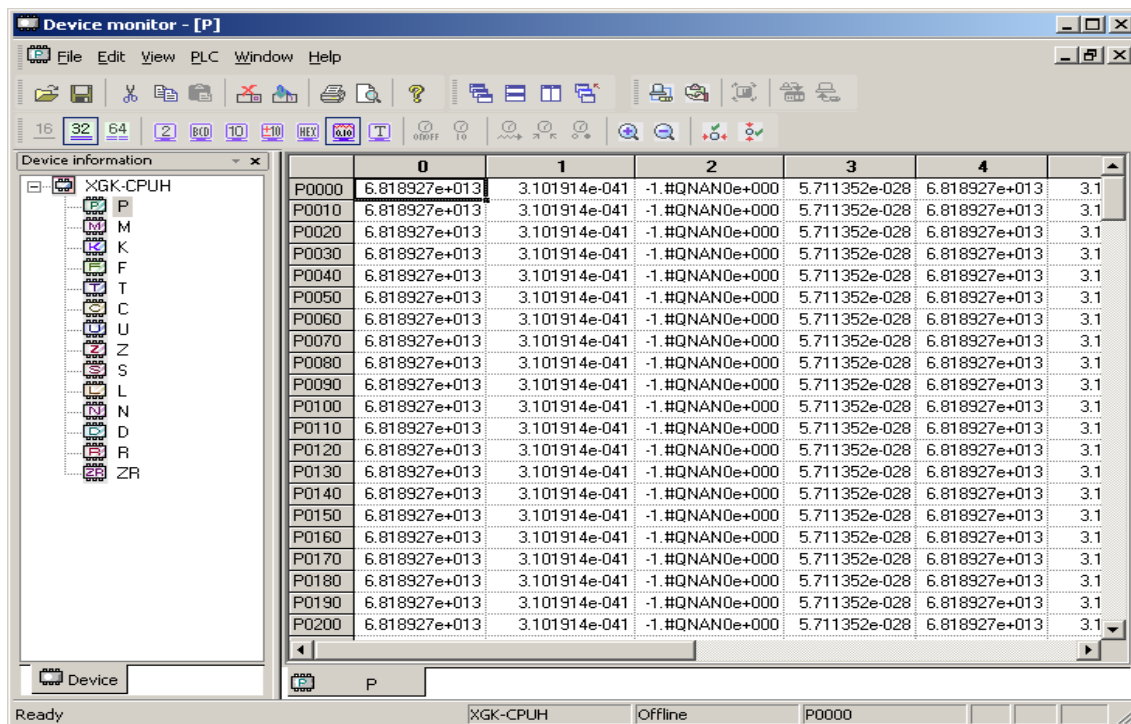 Device monitor - [P]
File Edit View PLC Window Help
16 32 64 2 BCD 10 ±10 HEX 0.10 T
Device information
0 1 2 3 4
XGK-CPUH
P
M
K
F
T
C
U
Z
S
L
N
D
R
ZR
P0000 6.818927e+013 3.101914e-041 -1.#QNAN0e+000 5.711352e-028 6.818927e+013 3.1
P0010 6.818927e+013 3.101914e-041 -1.#QNAN0e+000 5.711352e-028 6.818927e+013 3.1
P0020 6.818927e+013 3.101914e-041 -1.#QNAN0e+000 5.711352e-028 6.818927e+013 3.1
P0030 6.818927e+013 3.101914e-041 -1.#QNAN0e+000 5.711352e-028 6.818927e+013 3.1
P0040 6.818927e+013 3.101914e-041 -1.#QNAN0e+000 5.711352e-028 6.818927e+013 3.1
P0050 6.818927e+013 3.101914e-041 -1.#QNAN0e+000 5.711352e-028 6.818927e+013 3.1
P0060 6.818927e+013 3.101914e-041 -1.#QNAN0e+000 5.711352e-028 6.818927e+013 3.1
P0070 6.818927e+013 3.101914e-041 -1.#QNAN0e+000 5.711352e-028 6.818927e+013 3.1
P0080 6.818927e+013 3.101914e-041 -1.#QNAN0e+000 5.711352e-028 6.818927e+013 3.1
P0090 6.818927e+013 3.101914e-041 -1.#QNAN0e+000 5.711352e-028 6.818927e+013 3.1
P0100 6.818927e+013 3.101914e-041 -1.#QNAN0e+000 5.711352e-028 6.818927e+013 3.1
P0110 6.818927e+013 3.101914e-041 -1.#QNAN0e+000 5.711352e-028 6.818927e+013 3.1
P0120 6.818927e+013 3.101914e-041 -1.#QNAN0e+000 5.711352e-028 6.818927e+013 3.1
P0130 6.818927e+013 3.101914e-041 -1.#QNAN0e+000 5.711352e-028 6.818927e+013 3.1
P0140 6.818927e+013 3.101914e-041 -1.#QNAN0e+000 5.711352e-028 6.818927e+013 3.1
P0150 6.818927e+013 3.101914e-041 -1.#QNAN0e+000 5.711352e-028 6.818927e+013 3.1
P0160 6.818927e+013 3.101914e-041 -1.#QNAN0e+000 5.711352e-028 6.818927e+013 3.1
P0170 6.818927e+013 3.101914e-041 -1.#QNAN0e+000 5.711352e-028 6.818927e+013 3.1
P0180 6.818927e+013 3.101914e-041 -1.#QNAN0e+000 5.711352e-028 6.818927e+013 3.1
P0190 6.818927e+013 3.101914e-041 -1.#QNAN0e+000 5.711352e-028 6.818927e+013 3.1
P0200 6.818927e+013 3.101914e-041 -1.#QNAN0e+000 5.711352e-028 6.818927e+013 3.1
Device
P
Ready XGK-CPUH Offline P0000